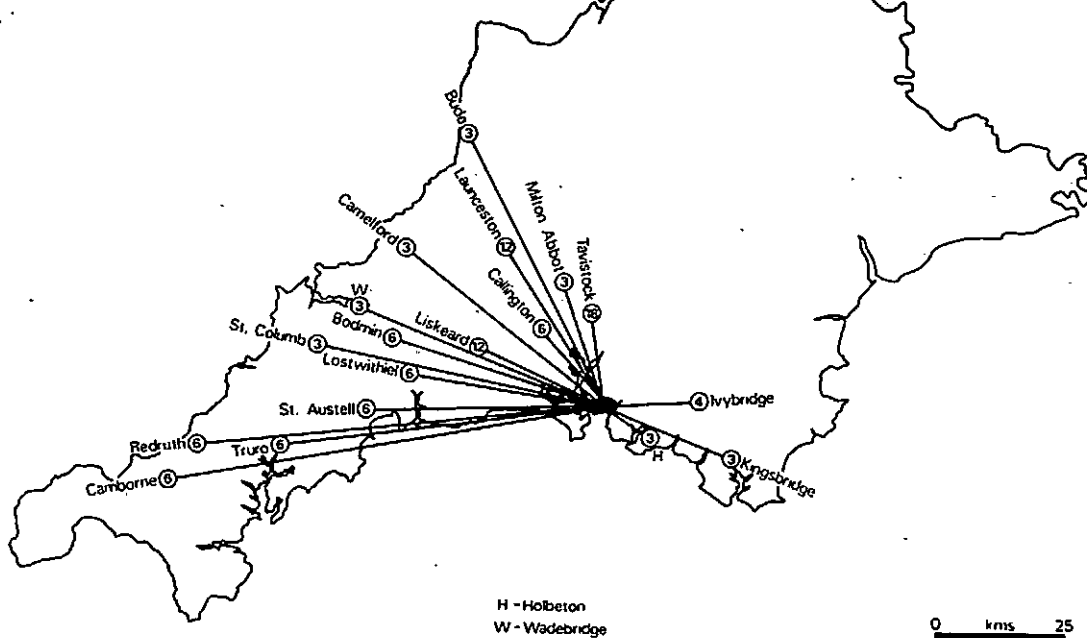 Bude 3
Launceston 12
Milton Abbot 3
Tavistock 18
Camelford 3
Callington 6
W 3
Bodmin 6
Liskeard 12
St. Columb 3
Lostwithiel 6
St. Austell 6
4 Ivybridge
Redruth 6
Truro 6
3 H
3 Kingsbridge
Camborne 6
H - Holbeton
W - Wadebridge
0 kms 25